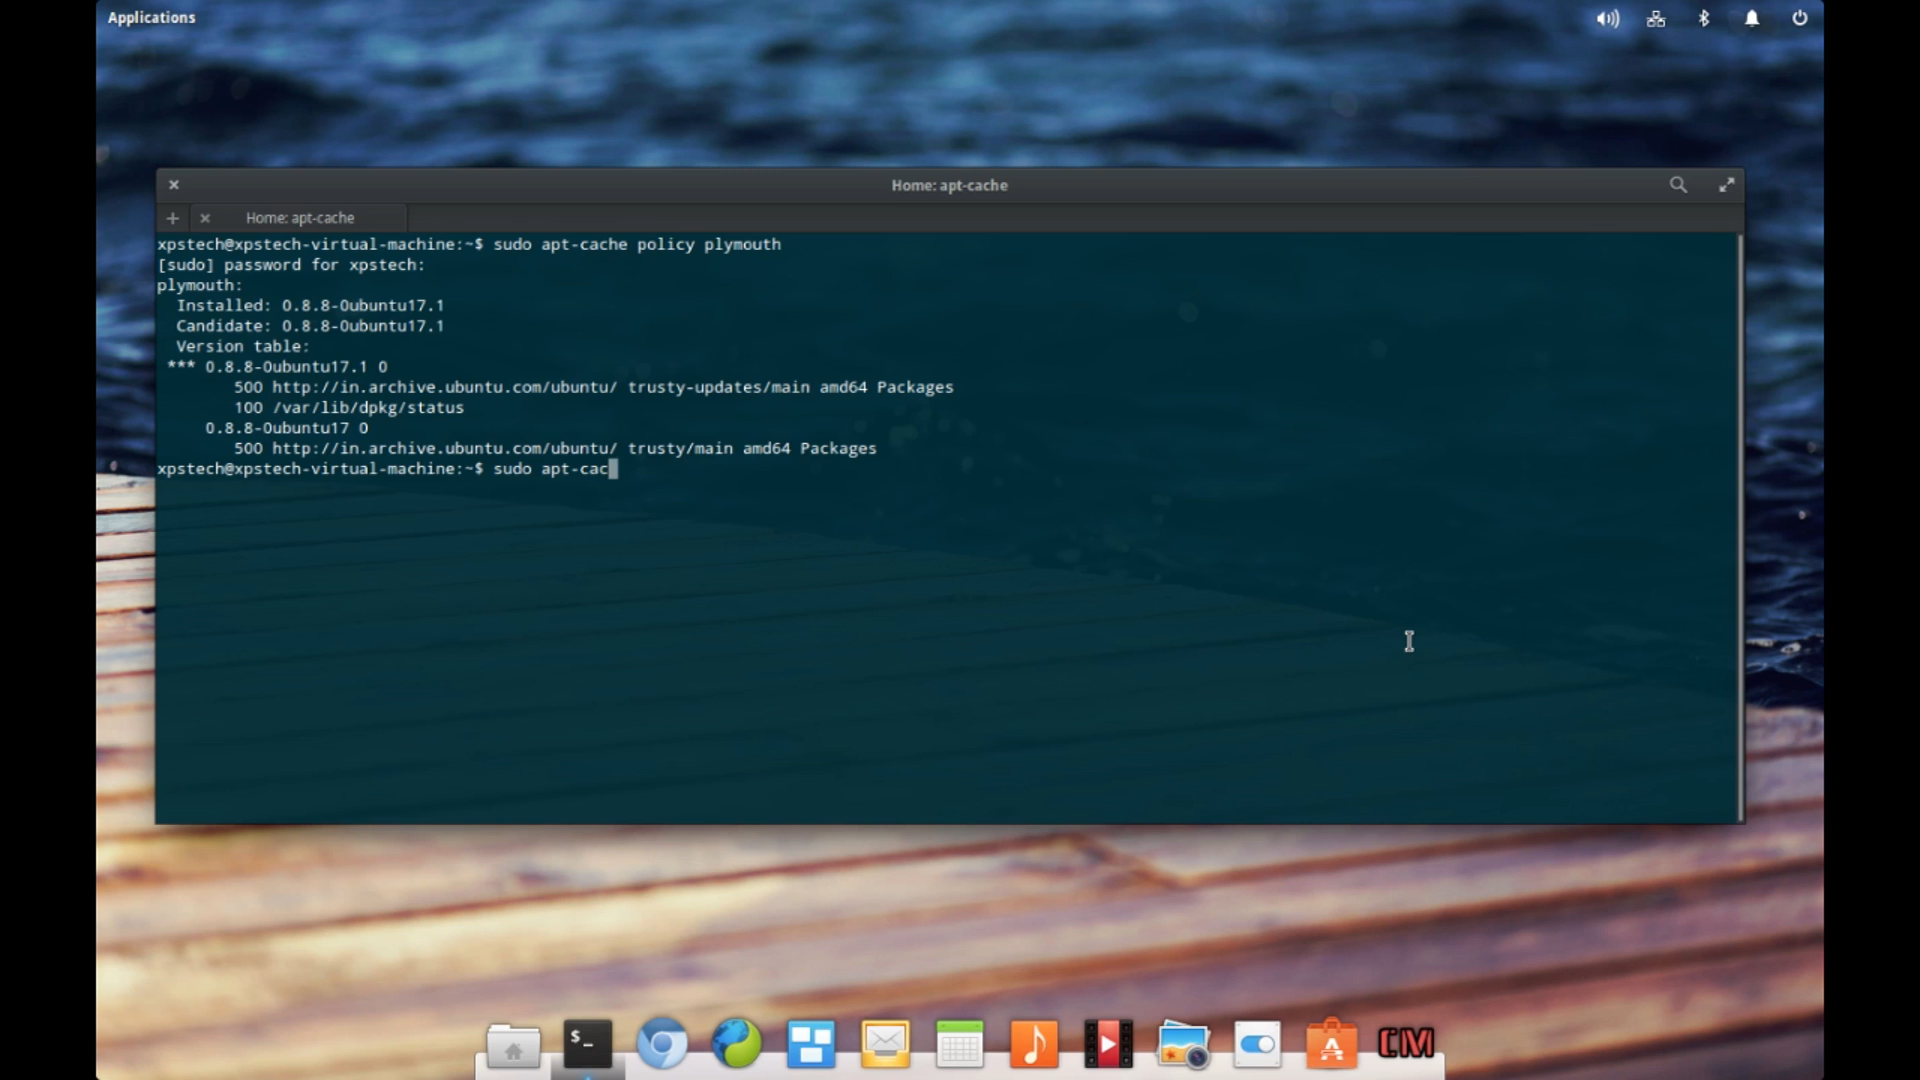 Applications
Home: apt-cache
Home: apt-cache
xpstech@xpstech-virtual-machine:~$ sudo apt-cache policy plymouth
[sudo] password for xpstech:
plymouth:
  Installed: 0.8.8-0ubuntu17.1
  Candidate: 0.8.8-0ubuntu17.1
  Version table:
 *** 0.8.8-0ubuntu17.1 0
        500 http://in.archive.ubuntu.com/ubuntu/ trusty-updates/main amd64 Packages
        100 /var/lib/dpkg/status
     0.8.8-0ubuntu17 0
        500 http://in.archive.ubuntu.com/ubuntu/ trusty/main amd64 Packages
xpstech@xpstech-virtual-machine:~$ sudo apt-cac
$_
CM